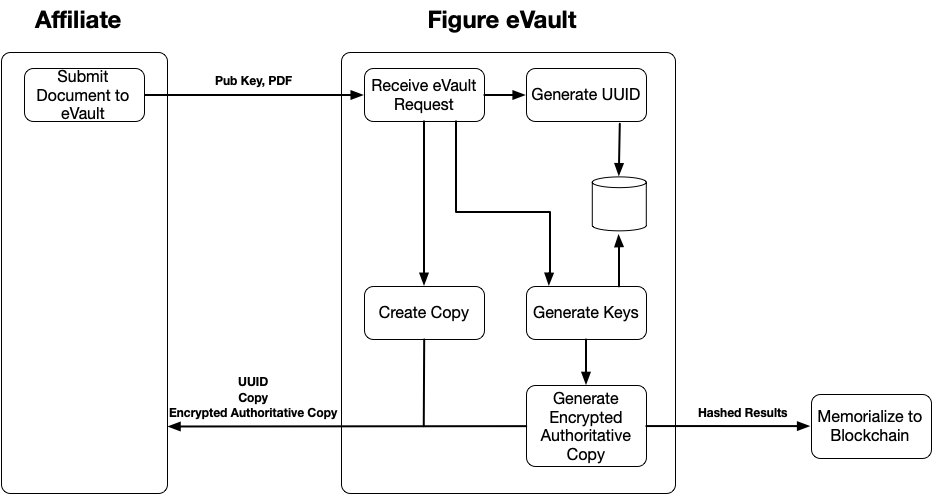 Affiliate
Figure eVault
Submit
Document to
eVault
Pub Key, PDF
Receive eVault
Request
Generate UUID
Create Copy
Generate Keys
UUID
Copy
Encrypted Authoritative Copy
Generate
Encrypted
Authoritative
Copy
Hashed Results
Memorialize to
Blockchain